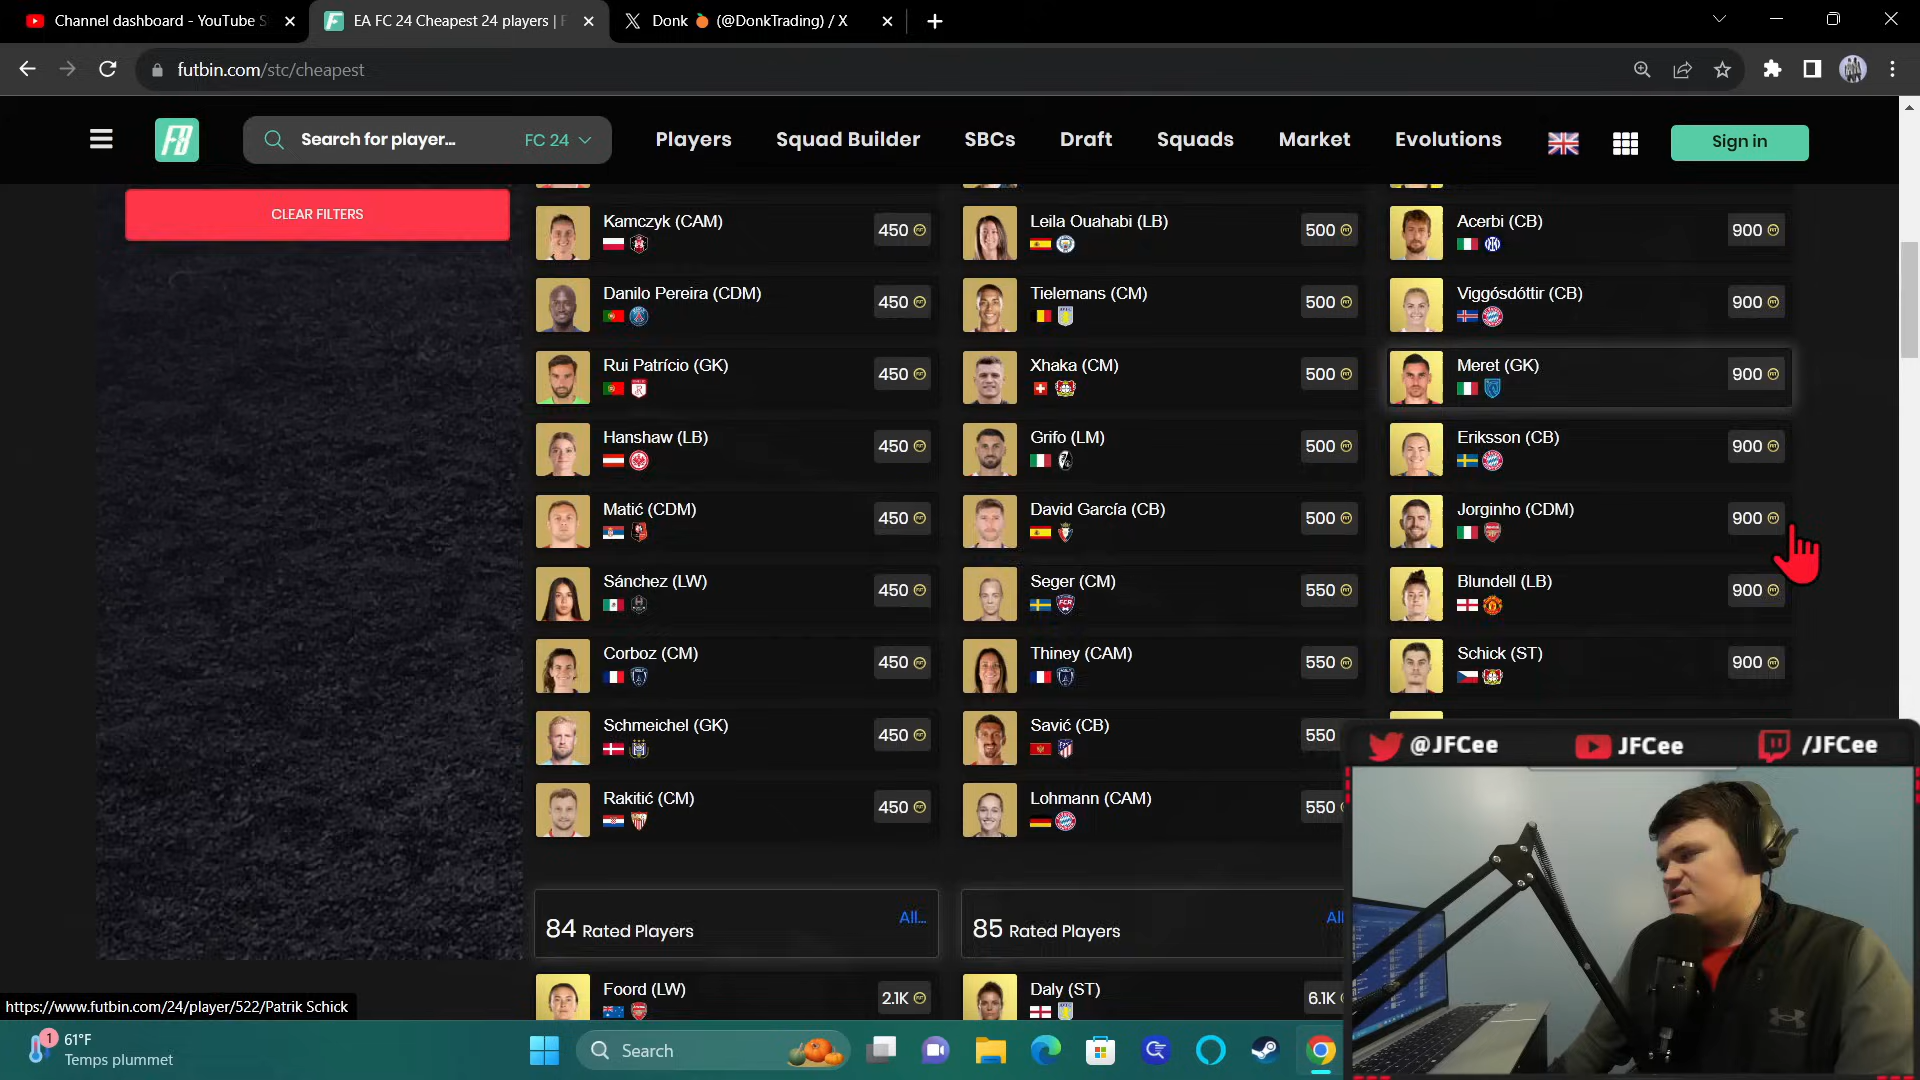 Channel dashboard - YouTube S
EA FC 24 Cheapest 24 players | F
Donk 🍊 (@DonkTrading) / X
futbin.com/stc/cheapest
Search for player...
FC 24
Players
Squad Builder
SBCs
Draft
Squads
Market
Evolutions
Sign in
CLEAR FILTERS
Kamczyk (CAM)
450
Leila Ouahabi (LB)
500
Acerbi (CB)
900
Danilo Pereira (CDM)
450
Tielemans (CM)
500
Viggósdóttir (CB)
900
Rui Patrício (GK)
450
Xhaka (CM)
500
Meret (GK)
900
Hanshaw (LB)
450
Grifo (LM)
500
Eriksson (CB)
900
Matić (CDM)
450
David García (CB)
500
Jorginho (CDM)
900
Sánchez (LW)
450
Seger (CM)
550
Blundell (LB)
900
Corboz (CM)
450
Thiney (CAM)
550
Schick (ST)
900
Schmeichel (GK)
450
Savić (CB)
550
Rakitić (CM)
450
Lohmann (CAM)
550
@JFCee
JFCee
/JFCee
84 Rated Players
All...
85 Rated Players
All
Foord (LW)
2.1K
Daly (ST)
6.1K
https://www.futbin.com/24/player/522/Patrik Schick
1
61°F
Temps plummet
Search